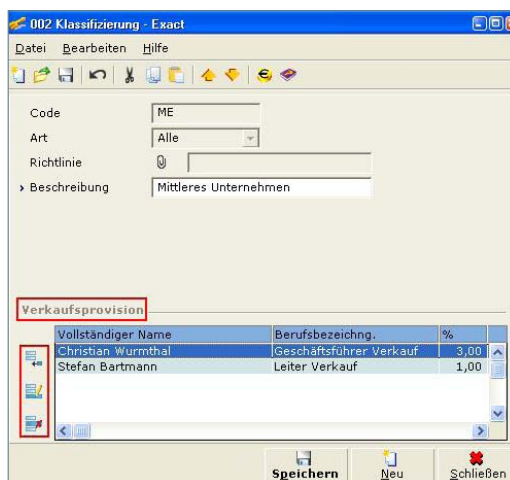 002 Klassifizierung - Exact
Datei Bearbeiten Hilfe
Code ME
Art Alle
Richtlinie
Beschreibung Mittleres Unternehmen
Verkaufsprovision
Vollständiger Name Berufsbezeichng. %
Christian Wurmthal Geschäftsführer Verkauf 3,00
Stefan Bartmann Leiter Verkauf 1,00
Speichern Neu Schließen